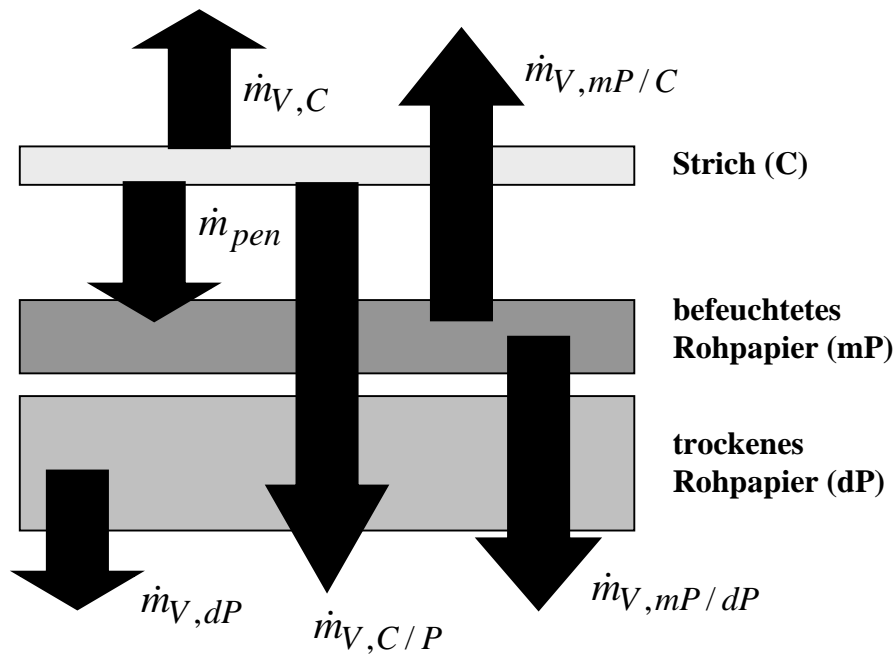 ṁV,C
ṁV,mP/C
Strich (C)
ṁpen
befeuchtetes
Rohpapier (mP)
trockenes
Rohpapier (dP)
ṁV,dP
ṁV,C/P
ṁV,mP/dP